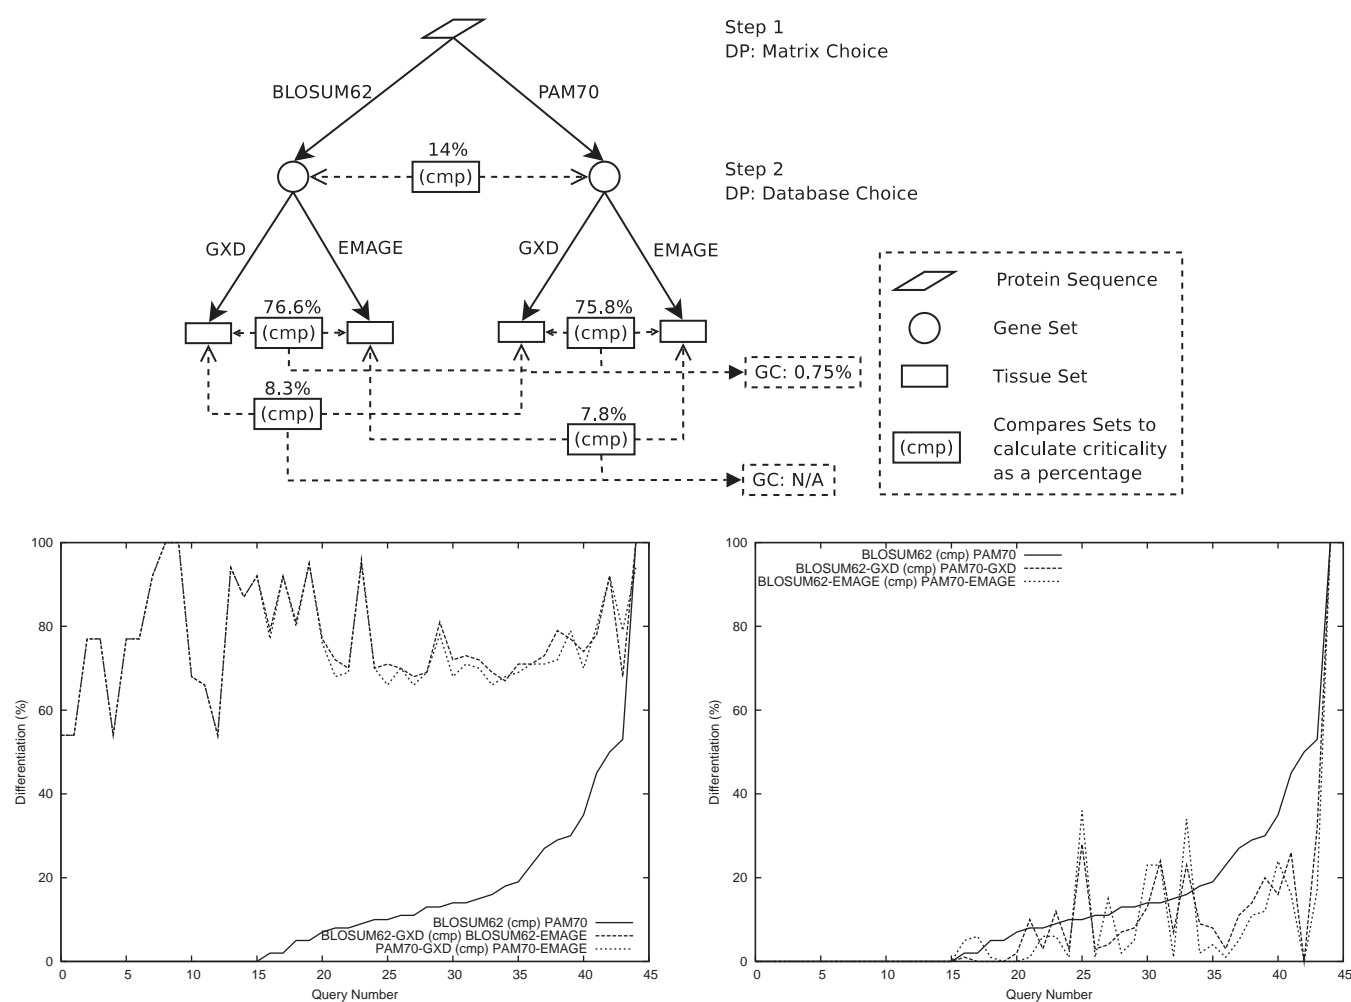 Step 1
DP: Matrix Choice
BLOSUM62
PAM70
14%
(cmp)
Step 2
DP: Database Choice
GXD
EMAGE
GXD
EMAGE
76.6%
(cmp)
75.8%
(cmp)
GC: 0.75%
8.3%
(cmp)
7.8%
(cmp)
GC: N/A
Protein Sequence
Gene Set
Tissue Set
(cmp)
Compares Sets to
calculate criticality
as a percentage
100
80
60
40
20
0
Differentiation (%)
0 5 10 15 20 25 30 35 40 45
Query Number
BLOSUM62 (cmp) PAM70
BLOSUM62-GXD (cmp) BLOSUM62-EMAGE
PAM70-GXD (cmp) PAM70-EMAGE
100
80
60
40
20
0
Differentiation (%)
0 5 10 15 20 25 30 35 40 45
Query Number
BLOSUM62 (cmp) PAM70
BLOSUM62-GXD (cmp) PAM70-GXD
BLOSUM62-EMAGE (cmp) PAM70-EMAGE